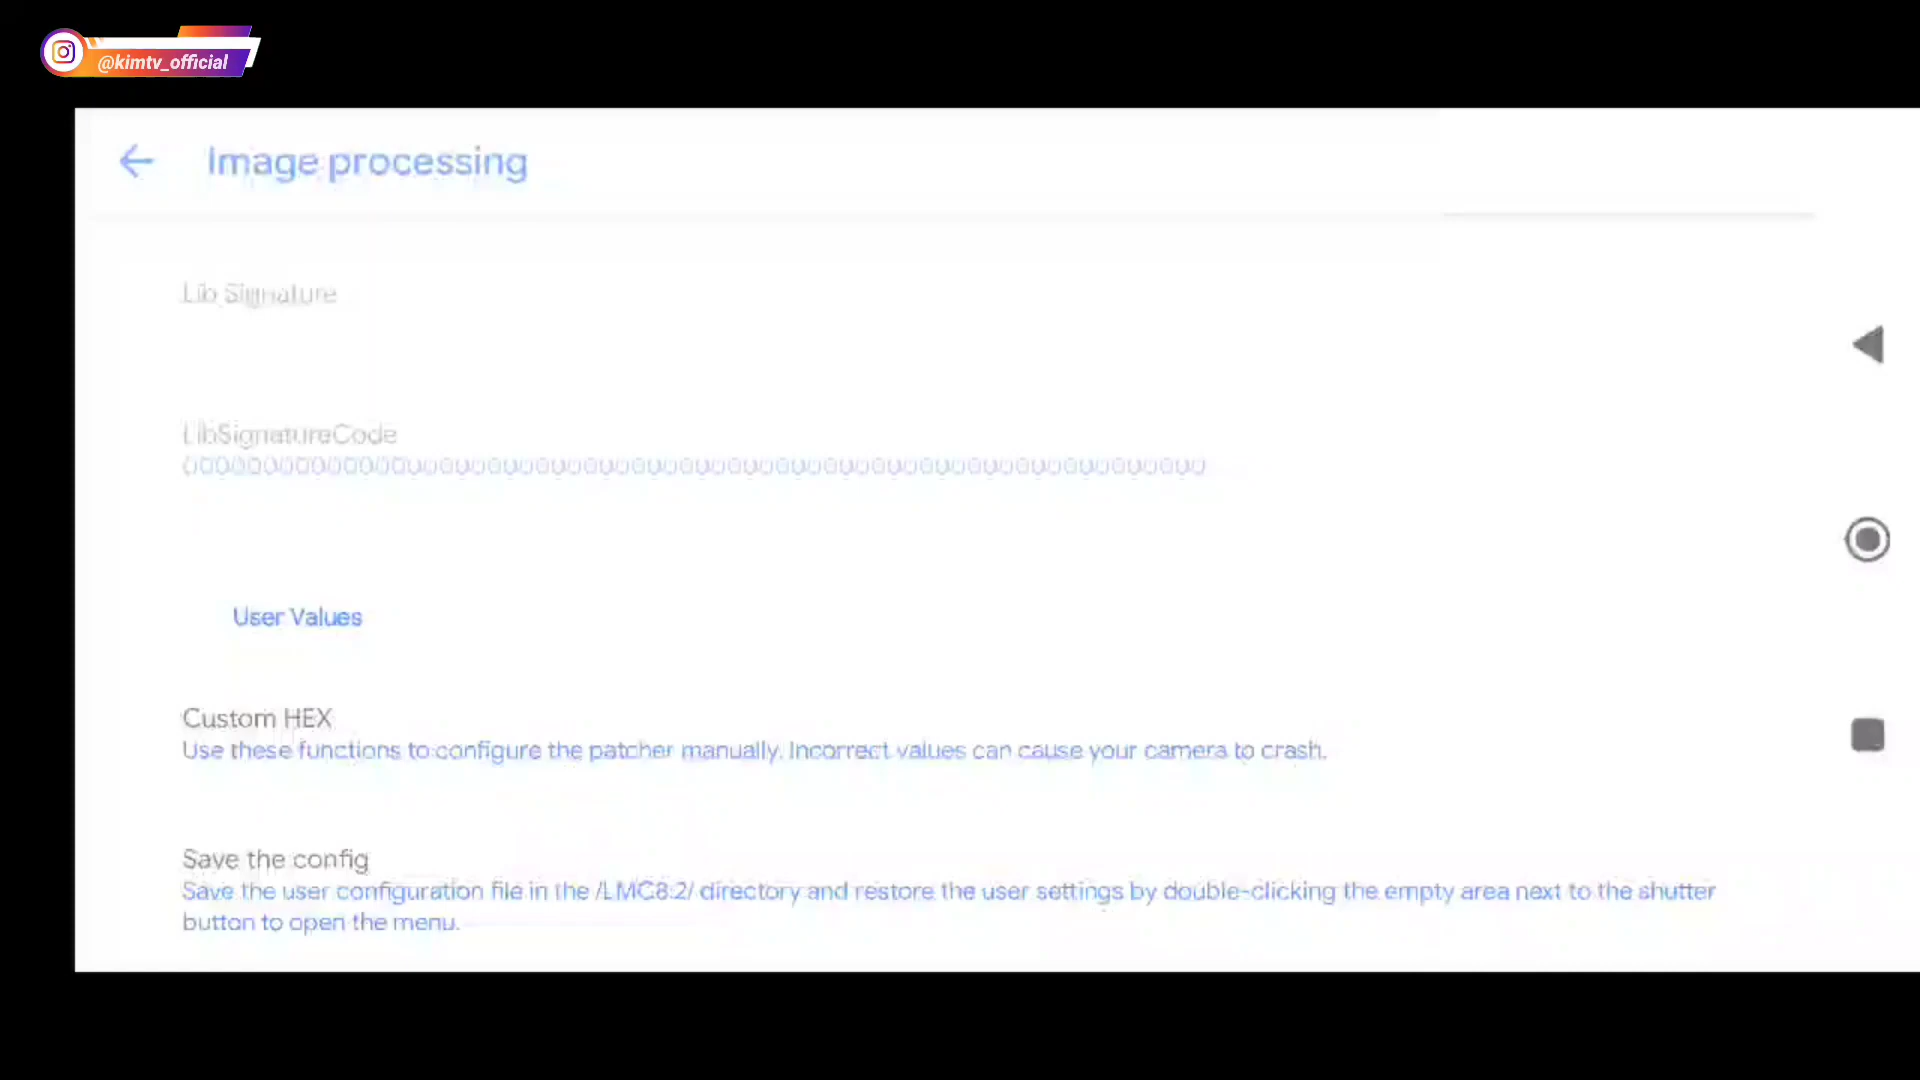 @kimtv_official
Image processing
Lib Signature
LibSignatureCode
User Values
Custom HEX
Use these functions to configure the patcher manually. Incorrect values can cause your camera to crash.
Save the config
Save the user configuration file in the /LMC8.2/ directory and restore the user settings by double-clicking the empty area next to the shutter
button to open the menu.